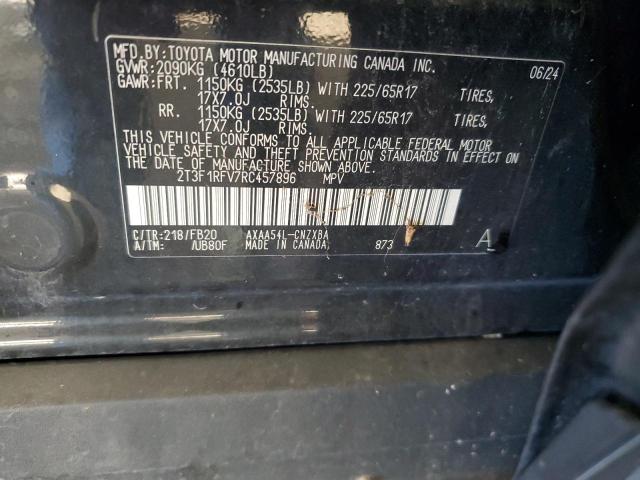 MFD.BY:TOYOTA MOTOR MANUFACTURING CANADA INC.
GVWR:2090KG (4610LB) 06/24
GAWR:FRT. 1150KG (2535LB) WITH 225/65R17 TIRES,
17X7.0J RIMS.
RR. 1150KG (2535LB) WITH 225/65R17 TIRES,
17X7.0J RIMS.
THIS VEHICLE CONFORMS TO ALL APPLICABLE FEDERAL MOTOR
VEHICLE SAFETY AND THEFT PREVENTION STANDARDS IN EFFECT ON
THE DATE OF MANUFACTURE SHOWN ABOVE.
2T3F1RFV7RC457896 MPV
C/TR:218/FB20 AXAA54L-CNZXBA
A/TM: /UB80F MADE IN CANADA 873 A